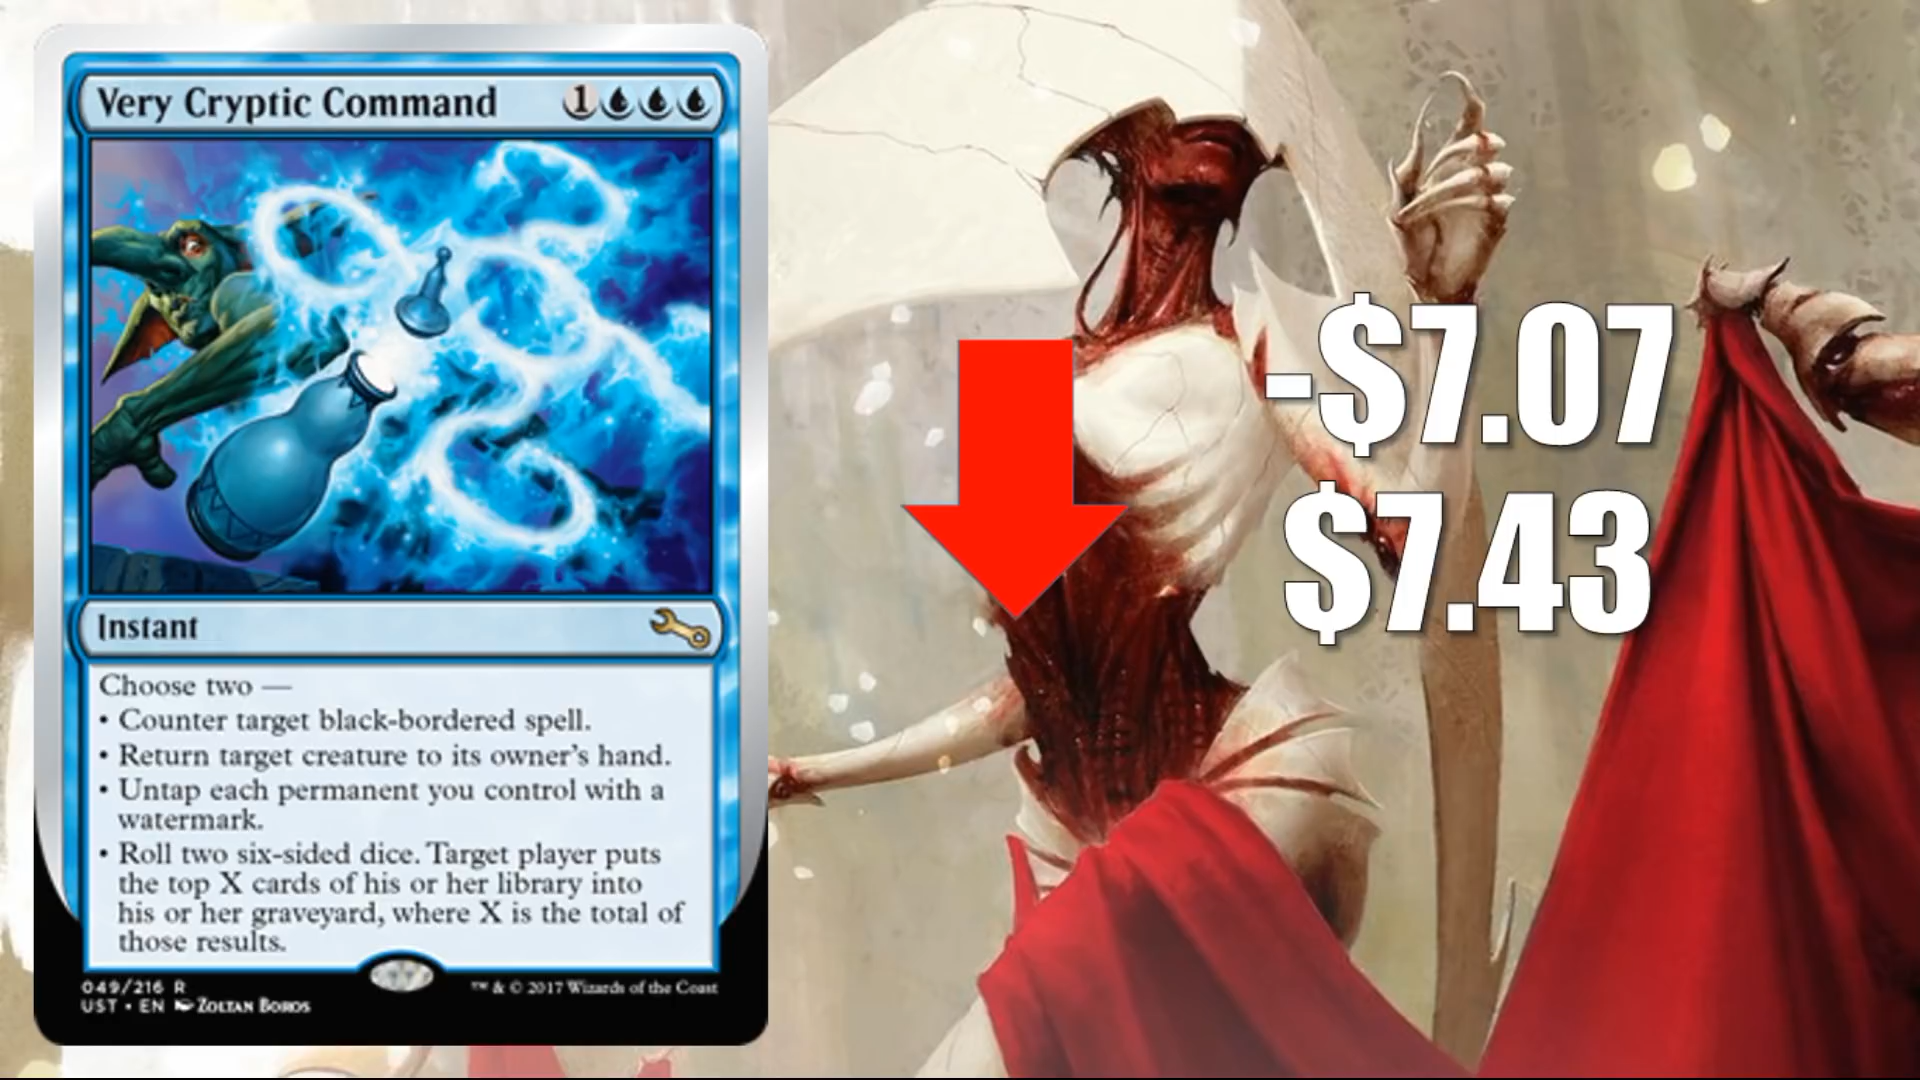 Very Cryptic Command 1
Instant
Choose two —
• Counter target black-bordered spell.
• Return target creature to its owner's hand.
• Untap each permanent you control with a
watermark.
• Roll two six-sided dice. Target player puts
the top X cards of his or her library into
his or her graveyard, where X is the total of
those results.
049/216 R
UST • EN Zoltan Boros
™ & © 2017 Wizards of the Coast
-$7.07
$7.43